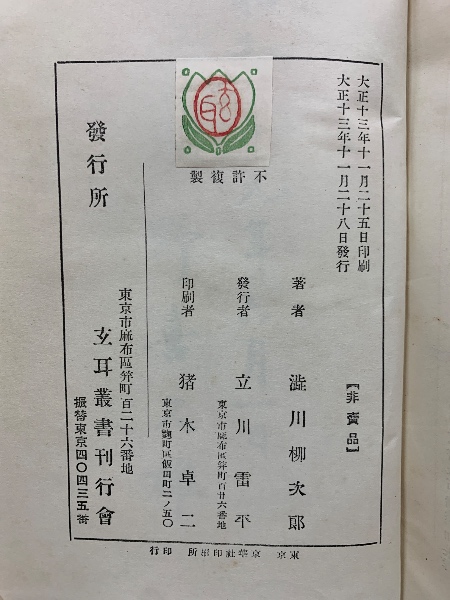 大正十三年十一月二十五日印刷
大正十三年十一月二十八日發行
【非賣品】
不許複製
著者 澁川柳次郎
發行者 立川雷平
東京市麻布區笄町百廿六番地
印刷者 猪木卓二
東京市麹町區飯田町二ノ五〇
發行所
東京市麻布區笄町百二十六番地
玄耳叢書刊行會
振替東京四〇四三五番
東京 京華社印刷所 印行
玄耳